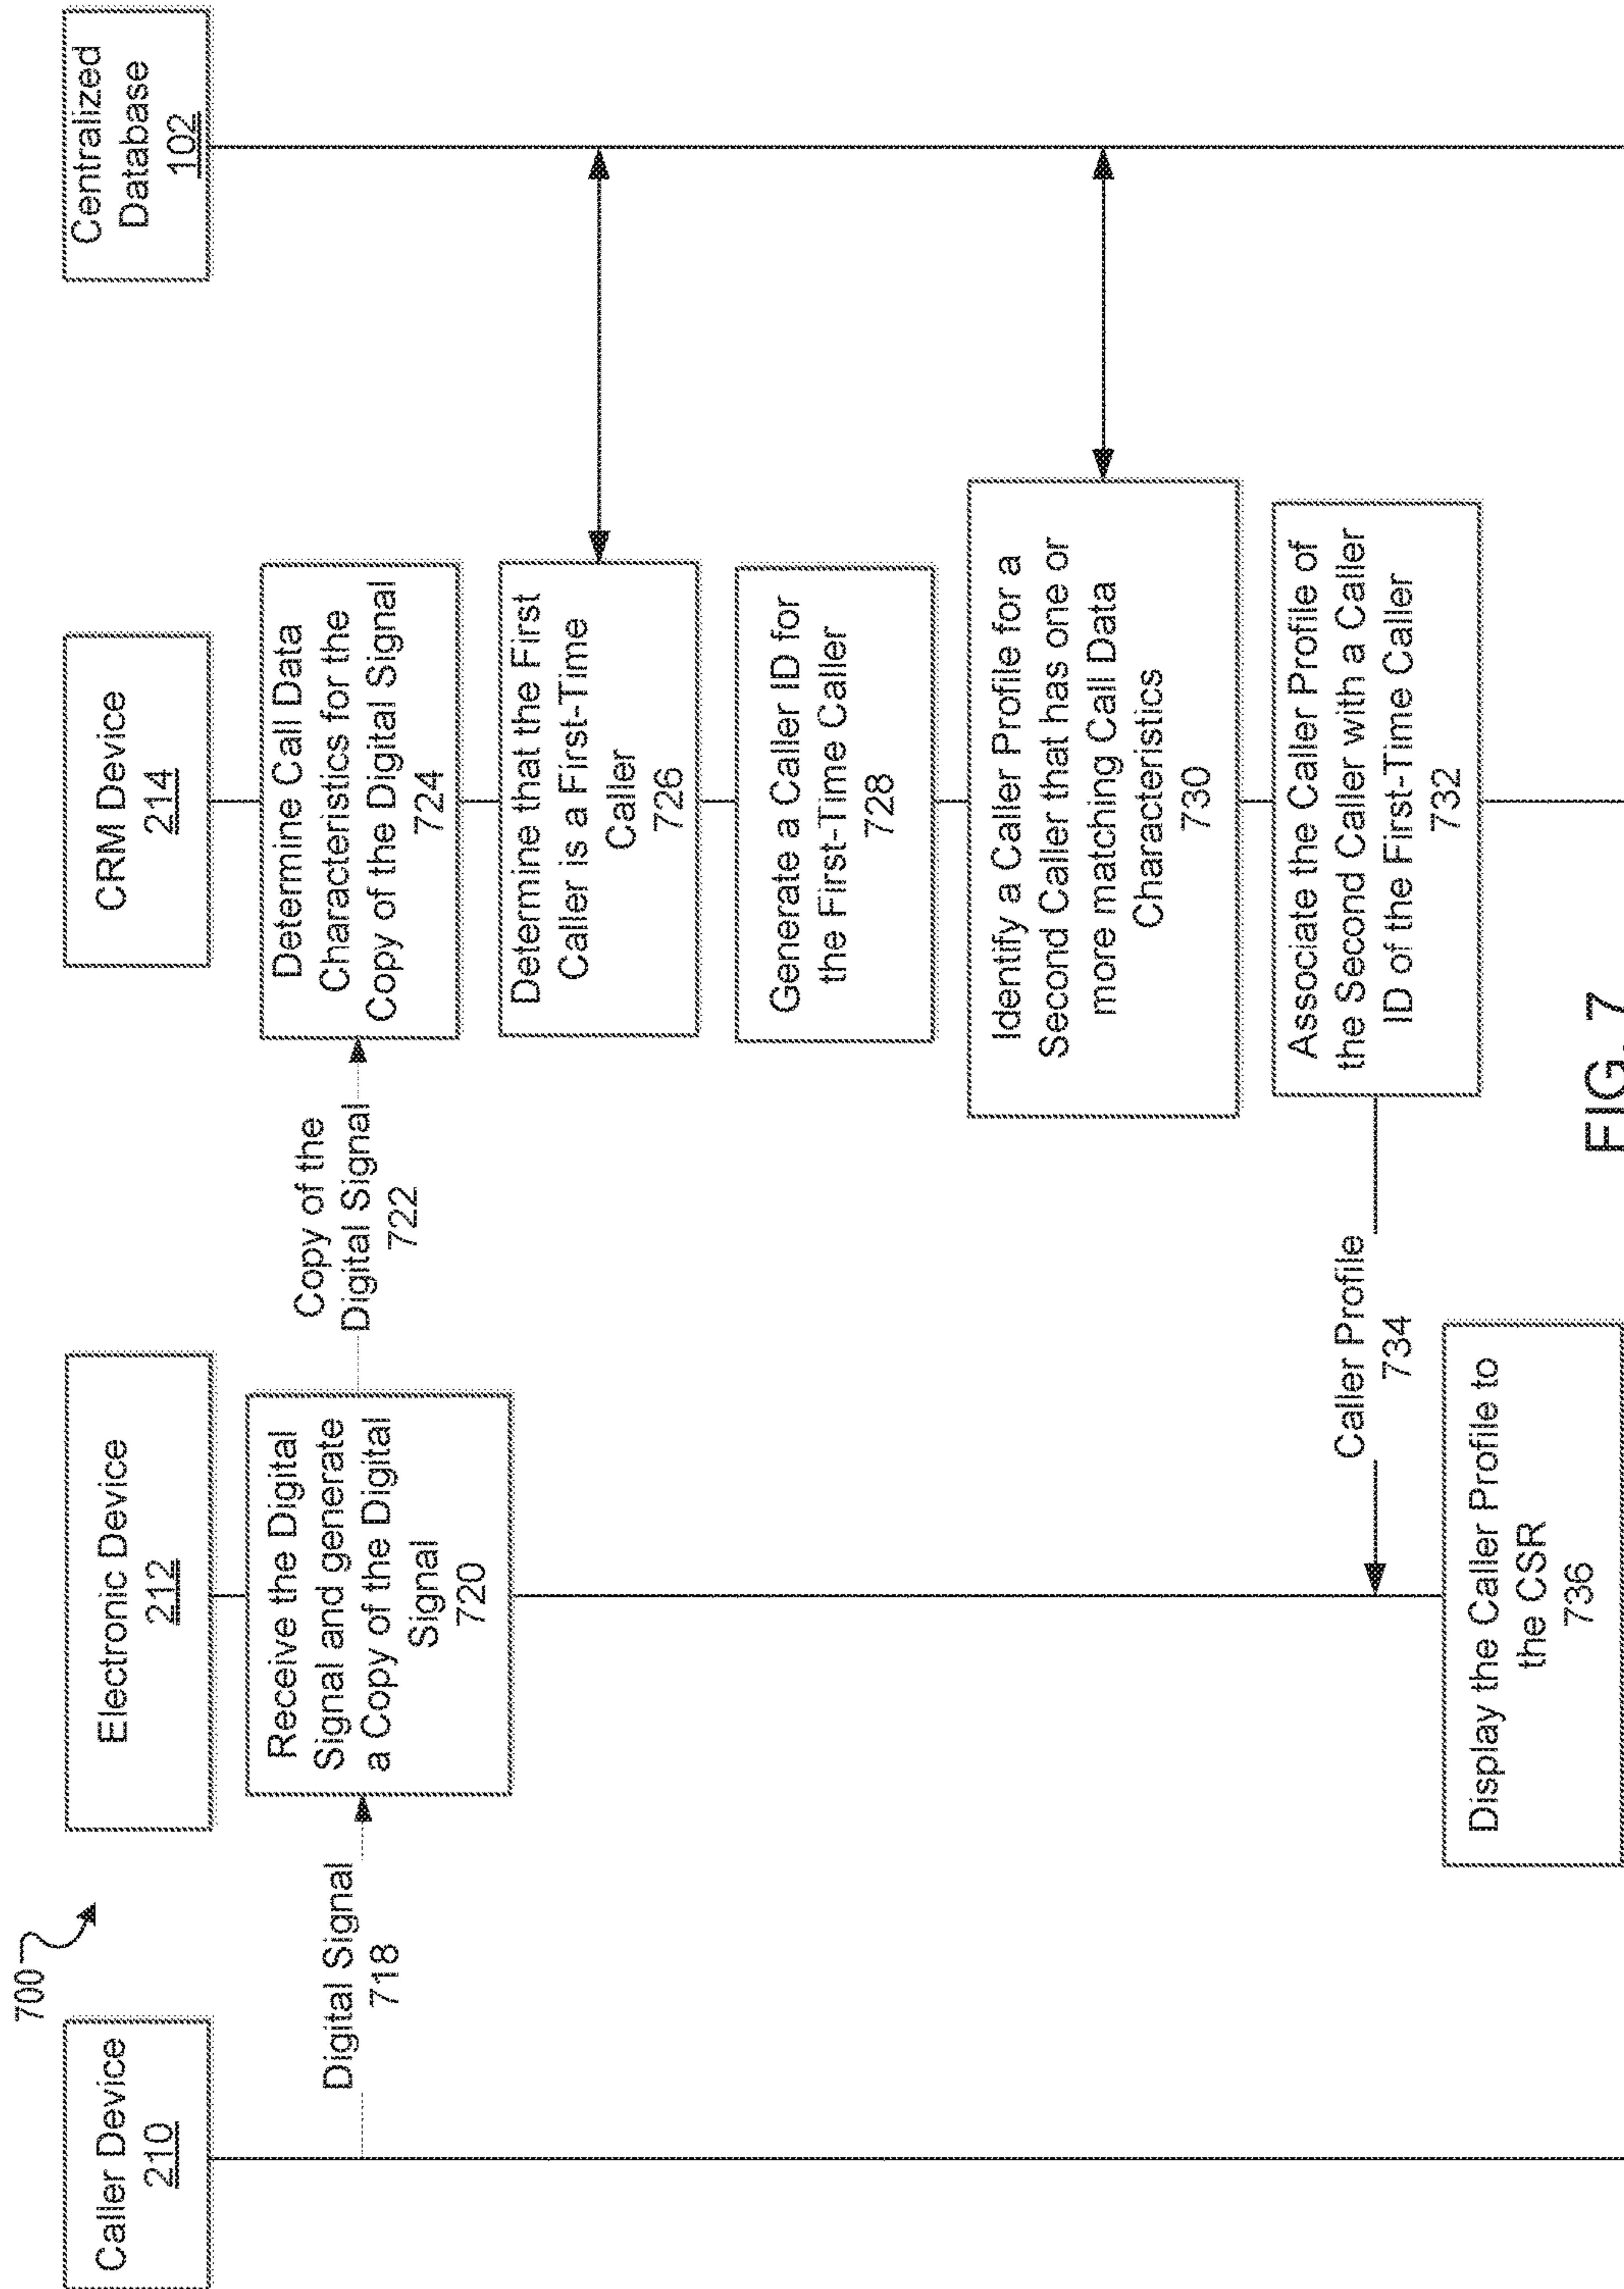 700
Caller Device
210
Electronic Device
212
CRM Device
214
Centralized
Database
102
Digital Signal
718
Receive the Digital
Signal and generate
a Copy of the Digital
Signal
720
Copy of the
Digital Signal
722
Determine Call Data
Characteristics for the
Copy of the Digital Signal
724
Determine that the First
Caller is a First-Time
Caller
726
Generate a Caller ID for
the First-Time Caller
728
Identify a Caller Profile for a
Second Caller that has one or
more matching Call Data
Characteristics
730
Associate the Caller Profile of
the Second Caller with a Caller
ID of the First-Time Caller
732
Caller Profile
734
Display the Caller Profile to
the CSR
736
FIG. 7